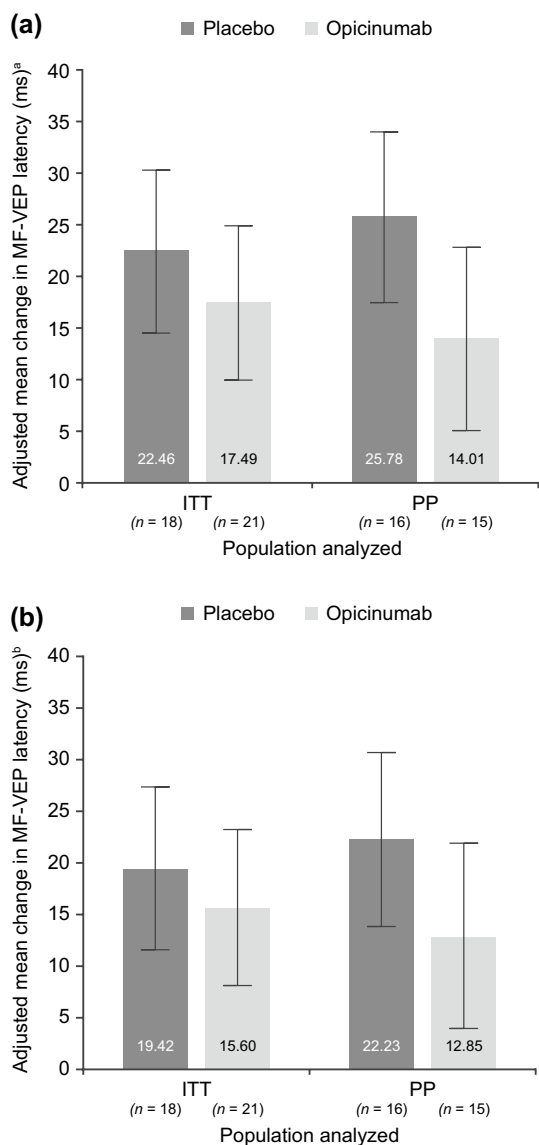 (a)
Placebo Opicinumab
Adjusted mean change in MF-VEP latency (ms)ᵃ
40
35
30
25
20
15
10
5
0
22.46 17.49 25.78 14.01
ITT PP
(n = 18) (n = 21) (n = 16) (n = 15)
Population analyzed
(b)
Placebo Opicinumab
Adjusted mean change in MF-VEP latency (ms)ᵇ
40
35
30
25
20
15
10
5
0
19.42 15.60 22.23 12.85
ITT PP
(n = 18) (n = 21) (n = 16) (n = 15)
Population analyzed